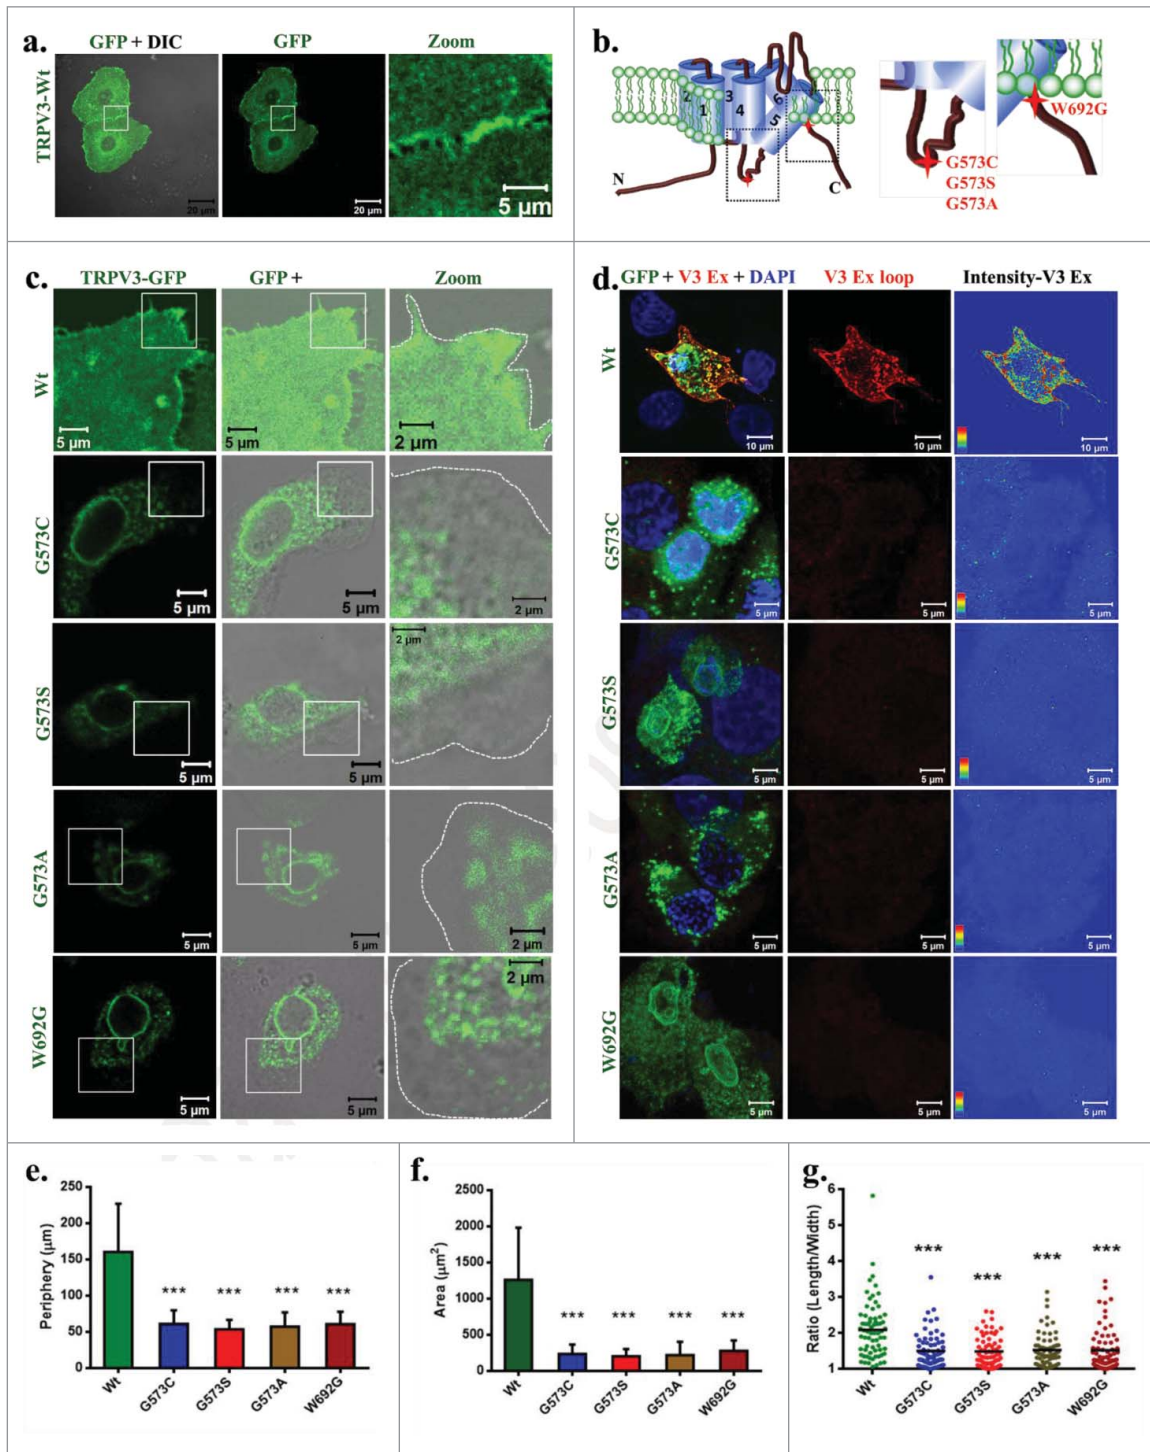 a.
GFP + DIC
GFP
Zoom
TRPV3-Wt
20 µm
20 µm
5 µm
b.
2
1
3
4
6
5
N
C
G573C
G573S
G573A
W692G
c.
TRPV3-GFP
GFP +
Zoom
Wt
5 µm
5 µm
2 µm
G573C
5 µm
5 µm
2 µm
G573S
5 µm
5 µm
2 µm
G573A
5 µm
5 µm
2 µm
W692G
5 µm
5 µm
2 µm
d.
GFP + V3 Ex + DAPI
V3 Ex loop
Intensity-V3 Ex
Wt
10 µm
10 µm
10 µm
G573C
5 µm
5 µm
5 µm
G573S
5 µm
5 µm
5 µm
G573A
5 µm
5 µm
5 µm
W692G
5 µm
5 µm
5 µm
e.
Periphery (µm)
250
200
150
100
50
0
*** *** *** ***
Wt G573C G573S G573A W692G
f.
Area (µm²)
2500
2000
1500
1000
500
0
*** *** *** ***
Wt G573C G573S G573A W692G
g.
Ratio (Length/Width)
6
5
4
3
2
1
*** *** *** ***
Wt G573C G573S G573A W692G